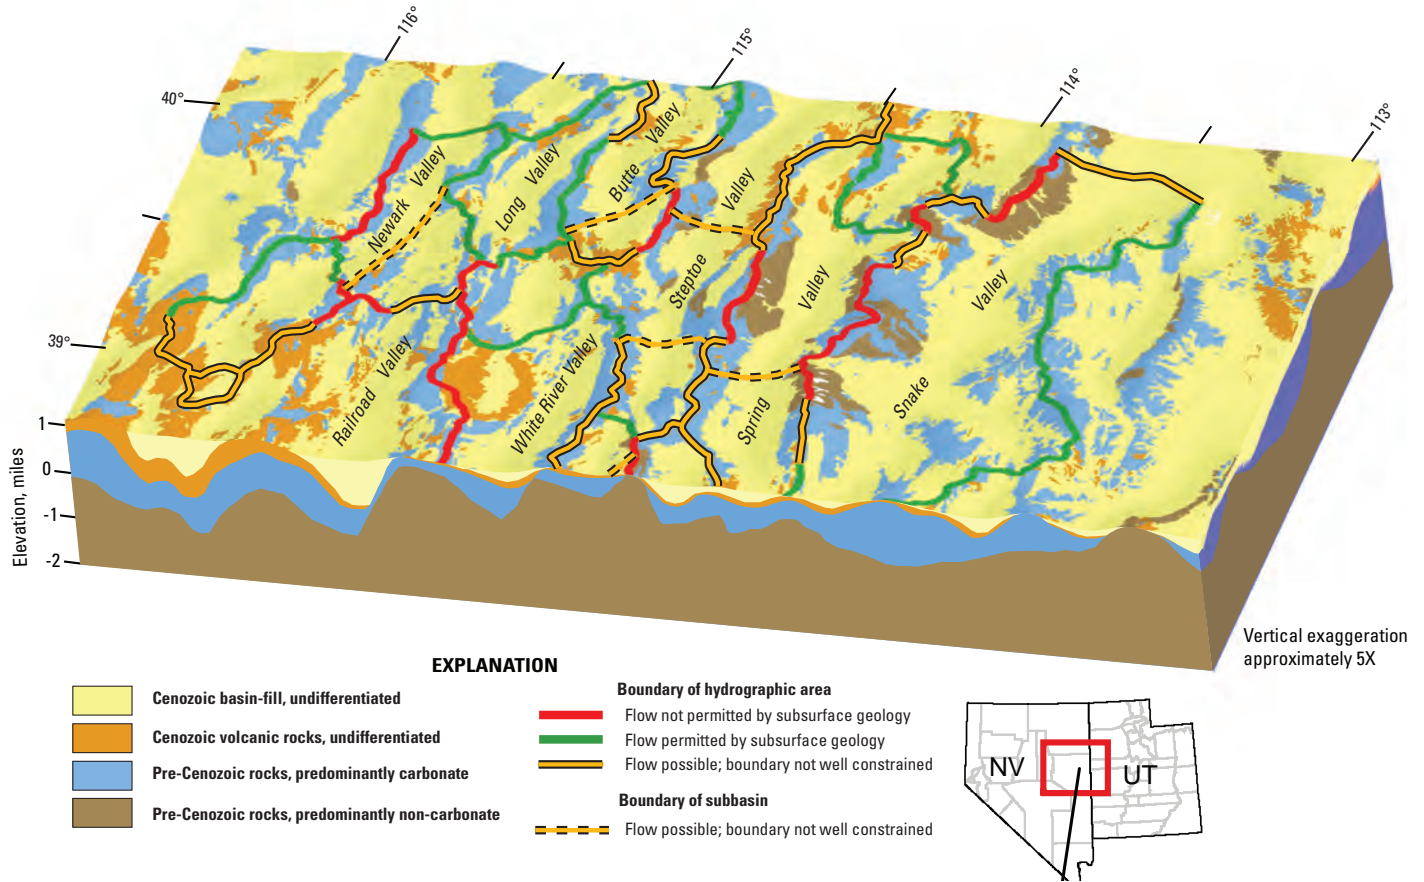 116°
115°
114°
113°
40°
39°
Newark Valley
Long Valley
Butte Valley
Steptoe Valley
Spring Valley
Snake Valley
Railroad Valley
White River Valley
Elevation, miles
1
0
-1
-2
Vertical exaggeration
approximately 5X
EXPLANATION
Cenozoic basin-fill, undifferentiated
Cenozoic volcanic rocks, undifferentiated
Pre-Cenozoic rocks, predominantly carbonate
Pre-Cenozoic rocks, predominantly non-carbonate
Boundary of hydrographic area
Flow not permitted by subsurface geology
Flow permitted by subsurface geology
Flow possible; boundary not well constrained
Boundary of subbasin
Flow possible; boundary not well constrained
NV
UT